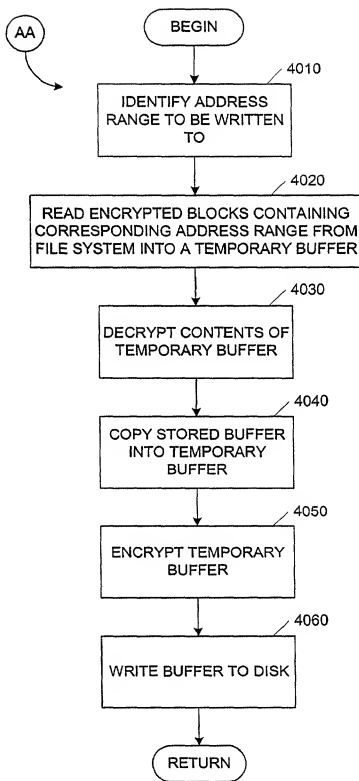 AA
BEGIN
4010
IDENTIFY ADDRESS
RANGE TO BE WRITTEN
TO
4020
READ ENCRYPTED BLOCKS CONTAINING
CORRESPONDING ADDRESS RANGE FROM
FILE SYSTEM INTO A TEMPORARY BUFFER
4030
DECRYPT CONTENTS OF
TEMPORARY BUFFER
4040
COPY STORED BUFFER
INTO TEMPORARY
BUFFER
4050
ENCRYPT TEMPORARY
BUFFER
4060
WRITE BUFFER TO DISK
RETURN